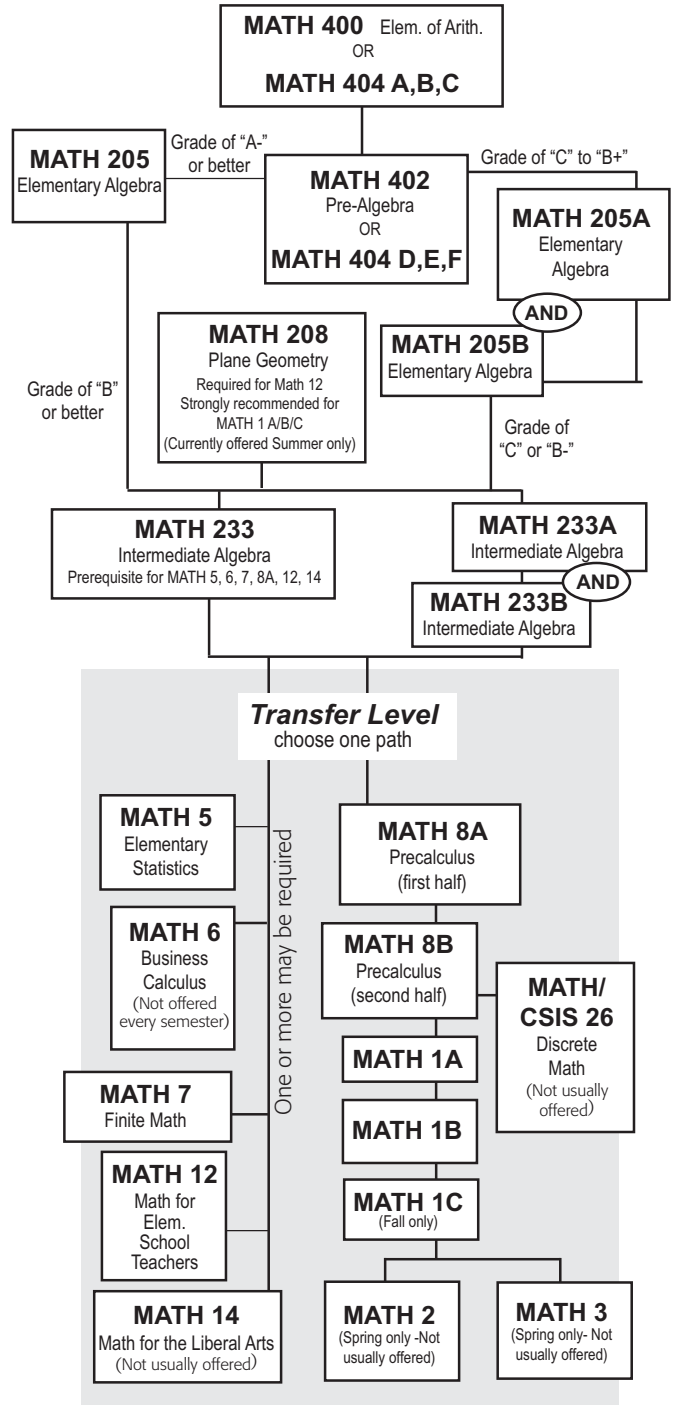 MATH 400 Elem. of Arith.
OR
MATH 404 A,B,C
MATH 205
Elementary Algebra
Grade of “A-”
or better
MATH 402
Pre-Algebra
OR
MATH 404 D,E,F
Grade of “C” to “B+”
MATH 205A
Elementary
Algebra
AND
MATH 205B
Elementary Algebra
MATH 208
Plane Geometry
Required for Math 12
Strongly recommended for
MATH 1 A/B/C
(Currently offered Summer only)
Grade of “B”
or better
Grade of
“C” or “B-”
MATH 233
Intermediate Algebra
Prerequisite for MATH 5, 6, 7, 8A, 12, 14
MATH 233A
Intermediate Algebra
AND
MATH 233B
Intermediate Algebra
Transfer Level
choose one path
MATH 5
Elementary
Statistics
MATH 6
Business
Calculus
(Not offered
every semester)
MATH 7
Finite Math
MATH 12
Math for
Elem.
School
Teachers
MATH 14
Math for the Liberal Arts
(Not usually offered)
One or more may be required
MATH 8A
Precalculus
(first half)
MATH 8B
Precalculus
(second half)
MATH/
CSIS 26
Discrete
Math
(Not usually
offered)
MATH 1A
MATH 1B
MATH 1C
(Fall only)
MATH 2
(Spring only -Not
usually offered)
MATH 3
(Spring only- Not
usually offered)